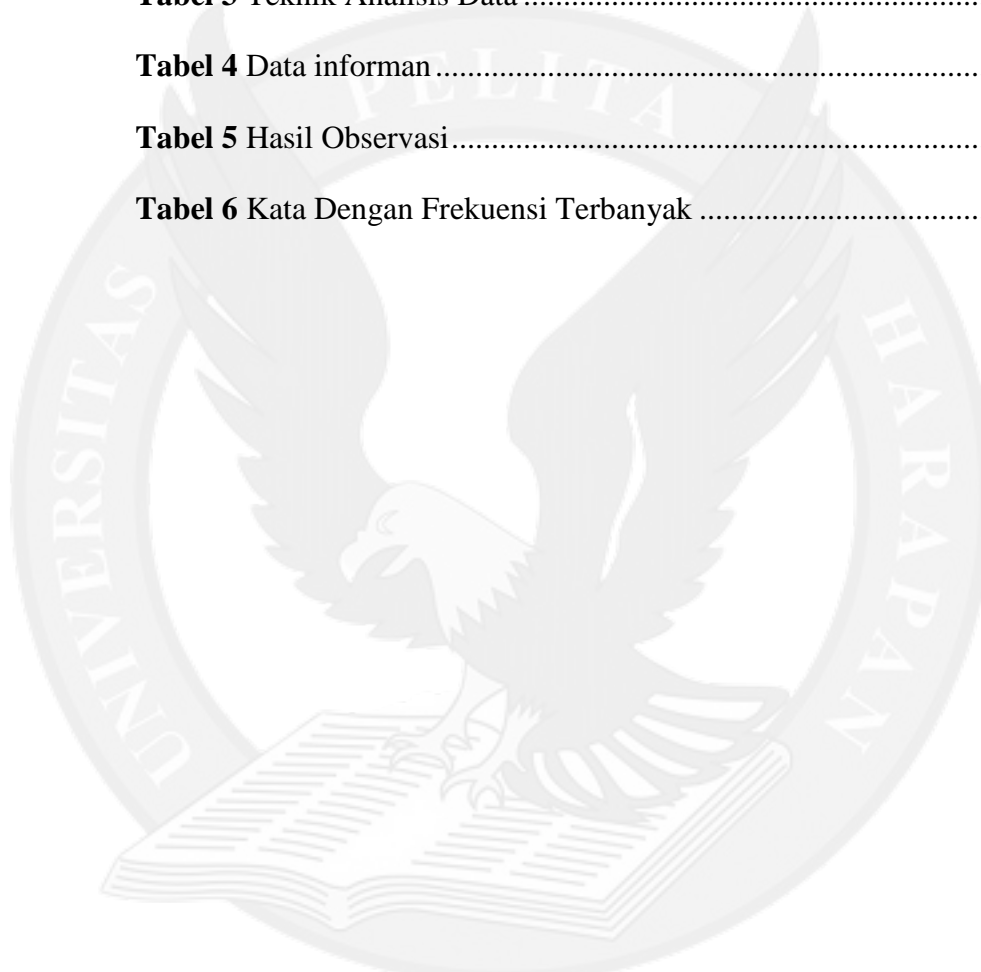 Tabel 3 Teknik Analisis Data ..........................................................
Tabel 4 Data informan .....................................................................
Tabel 5 Hasil Observasi ...................................................................
Tabel 6 Kata Dengan Frekuensi Terbanyak ...................................
UNIVERSITAS PELITA HARAPAN